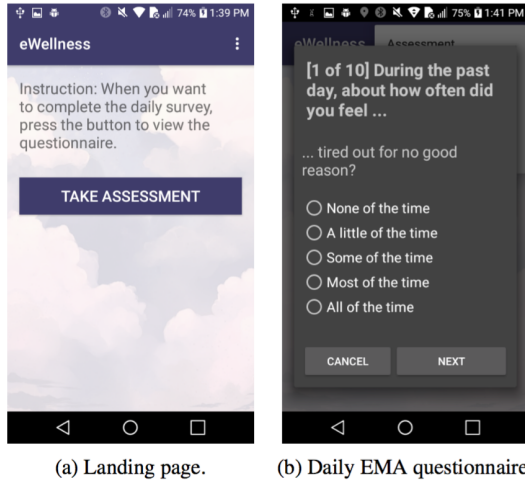 74% 1:39 PM
eWellness
Instruction: When you want
to complete the daily survey,
press the button to view the
questionnaire.
TAKE ASSESSMENT
(a) Landing page.
75% 1:41 PM
eWellness Assessment
[1 of 10] During the past
day, about how often did
you feel ...
... tired out for no good
reason?
None of the time
A little of the time
Some of the time
Most of the time
All of the time
CANCEL NEXT
(b) Daily EMA questionnaire